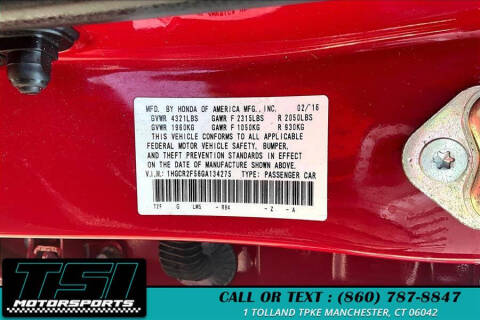 MFD. BY HONDA OF AMERICA MFG., INC. 02/'16
GVWR 4321LBS GAWR F 2315LBS R 2050LBS
GVWR 1960KG GAWR F 1050KG R 930KG
THIS VEHICLE CONFORMS TO ALL APPLICABLE
FEDERAL MOTOR VEHICLE SAFETY, BUMPER,
AND THEFT PREVENTION STANDARDS IN EFFECT
ON THE DATE OF MANUFACTURE SHOWN ABOVE.
V.I.N.: 1HGCR2F56GA134275 TYPE: PASSENGER CAR
G - Z - A
TSI
MOTORSPORTS
CALL OR TEXT : (860) 787-8847
1 TOLLAND TPKE MANCHESTER, CT 06042